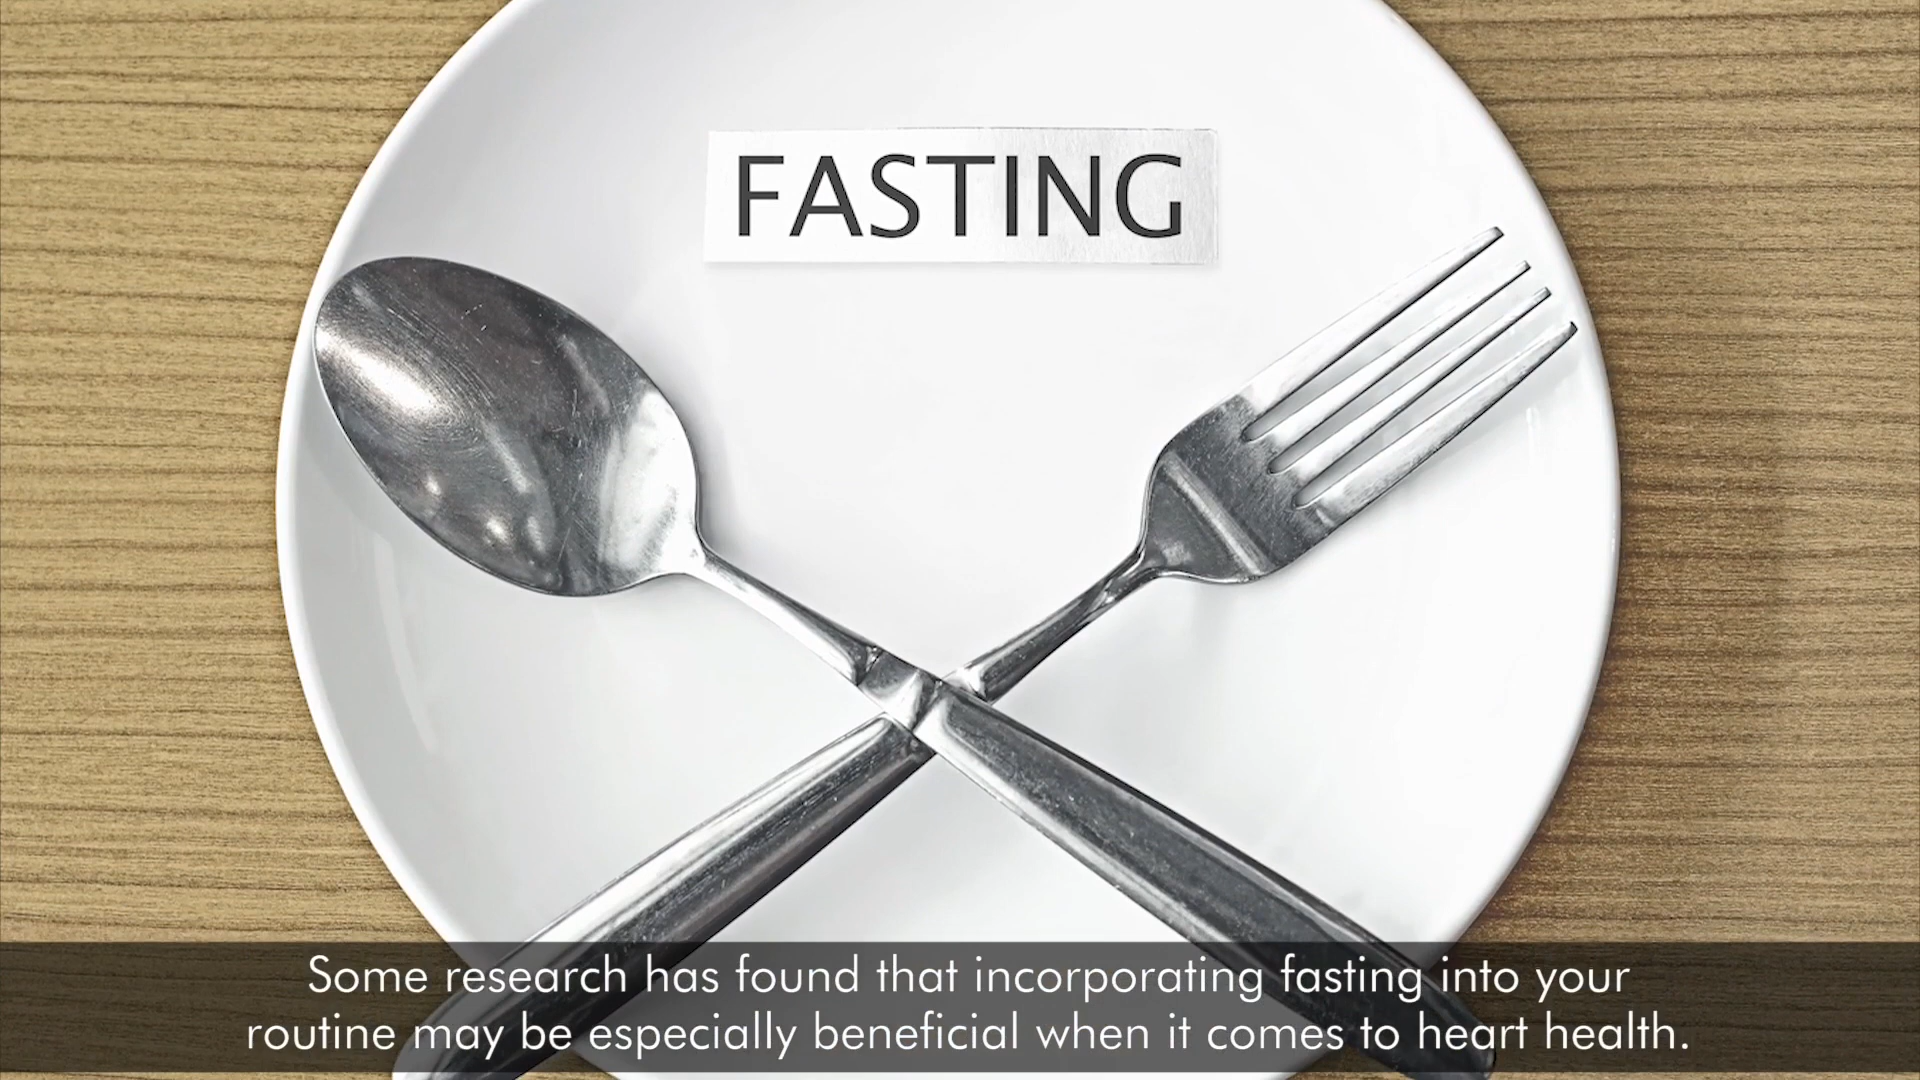 FASTING
Some research has found that incorporating fasting into your
routine may be especially beneficial when it comes to heart health.